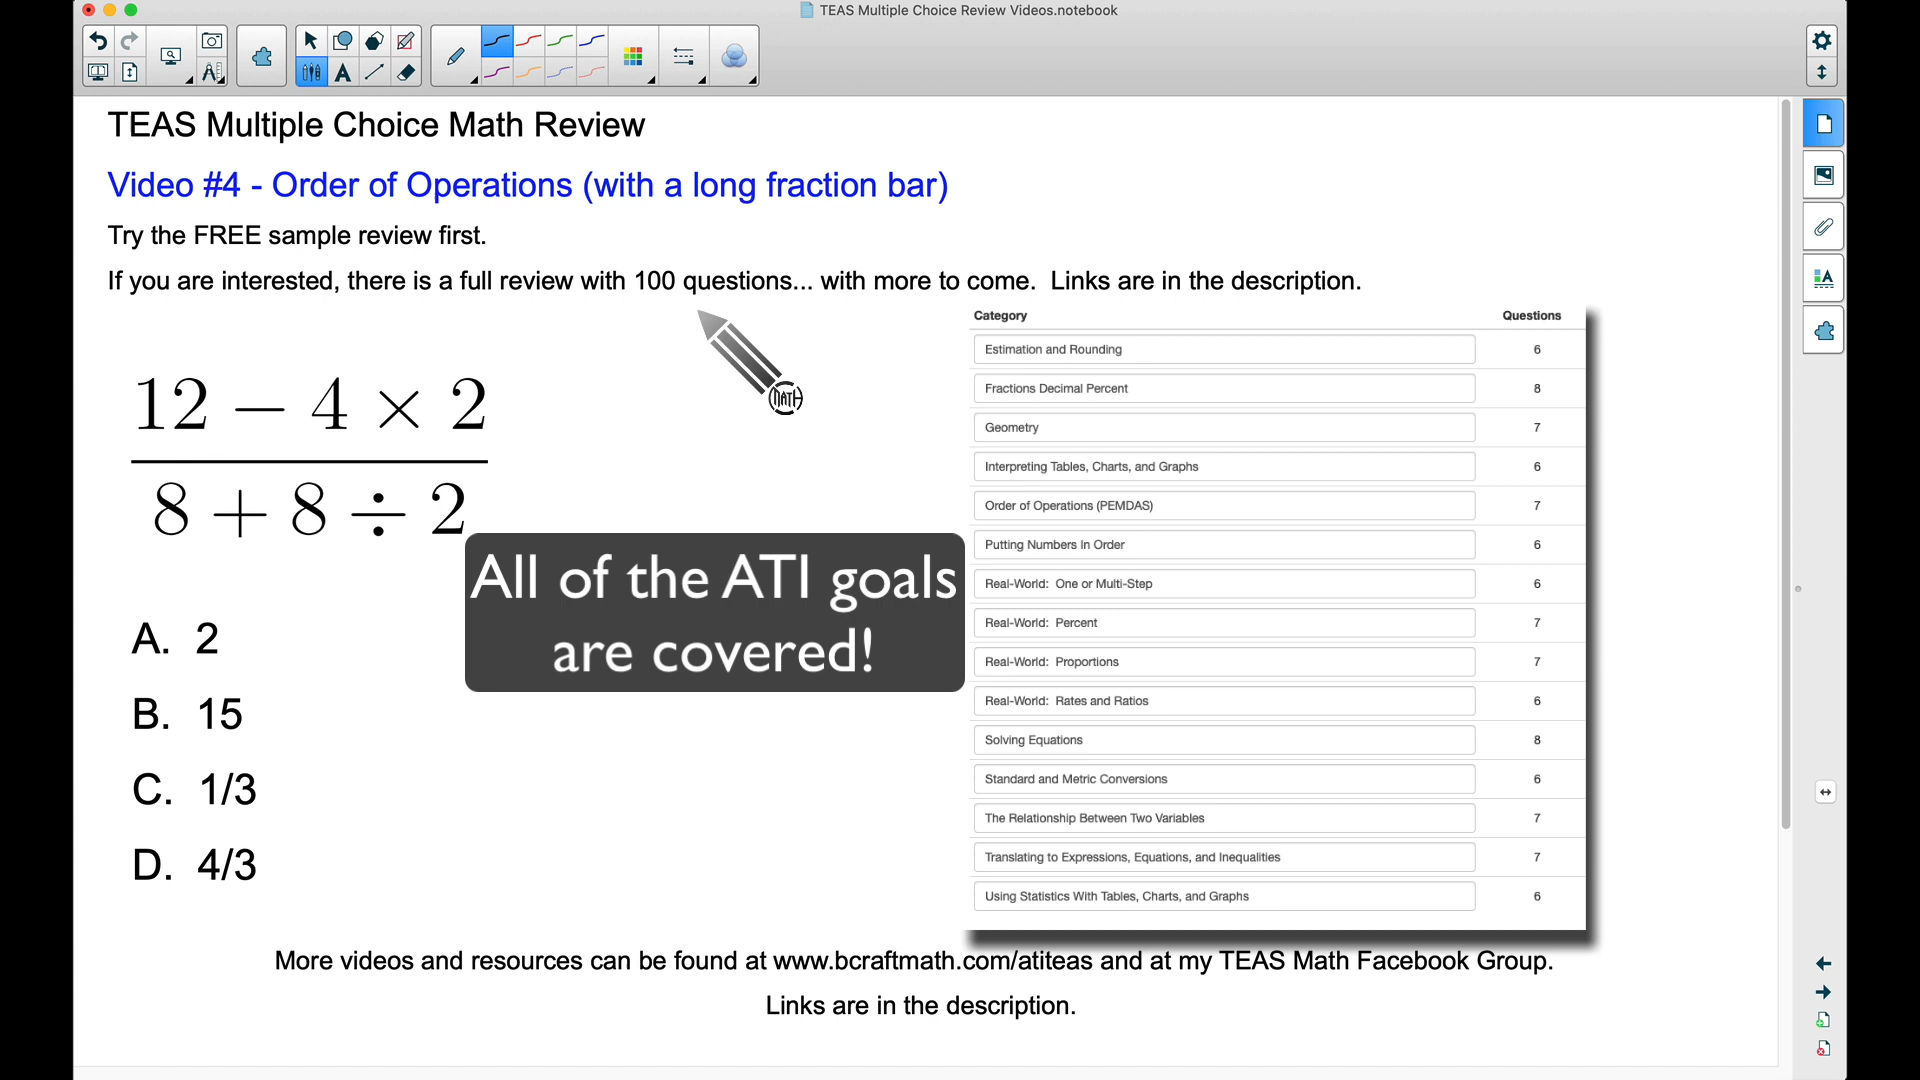 TEAS Multiple Choice Review Videos.notebook
TEAS Multiple Choice Math Review
Video #4 - Order of Operations (with a long fraction bar)
Try the FREE sample review first.
If you are interested, there is a full review with 100 questions... with more to come.  Links are in the description.
12 − 4 × 2
8 + 8 ÷ 2
A.  2
B.  15
C.  1/3
D.  4/3
MATH
All of the ATI goals
are covered!
Category Questions
Estimation and Rounding 6
Fractions Decimal Percent 8
Geometry 7
Interpreting Tables, Charts, and Graphs 6
Order of Operations (PEMDAS) 7
Putting Numbers In Order 6
Real-World:  One or Multi-Step 6
Real-World:  Percent 7
Real-World:  Proportions 7
Real-World:  Rates and Ratios 6
Solving Equations 8
Standard and Metric Conversions 6
The Relationship Between Two Variables 7
Translating to Expressions, Equations, and Inequalities 7
Using Statistics With Tables, Charts, and Graphs 6
More videos and resources can be found at www.bcraftmath.com/atiteas and at my TEAS Math Facebook Group.
Links are in the description.